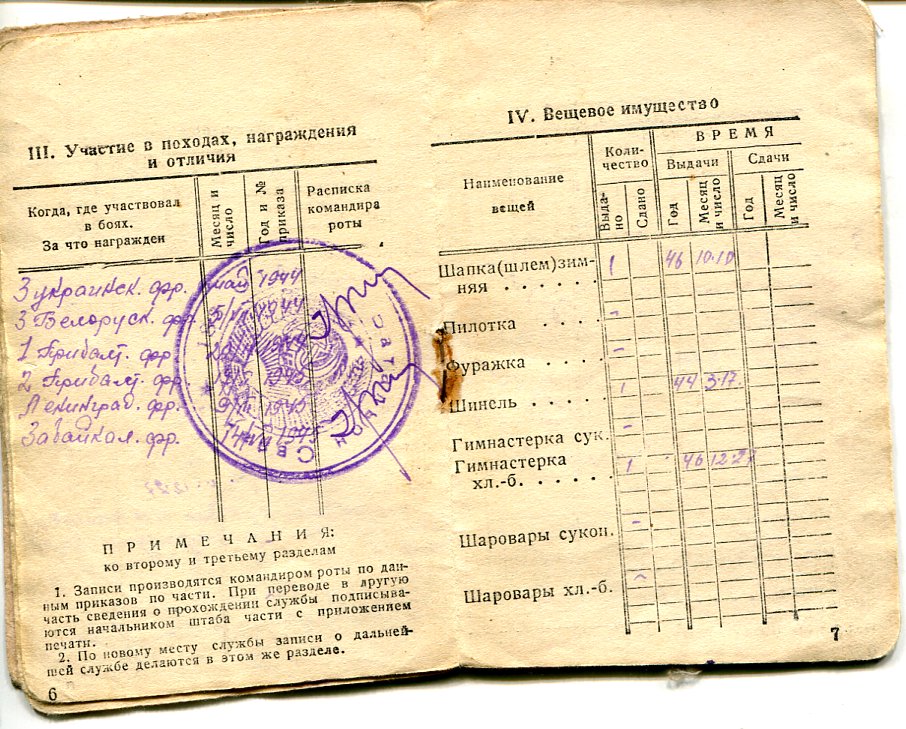 III. Участие в походах, награждения
и отличия
Когда, где участвовал
в боях.
За что награжден
Месяц и
число
Год и №
приказа
Расписка
командира
роты
3 украинск. фр. май 1944
3 Белоруск. фр. 1944
1 Прибалт. фр.
2 Прибалт. фр. 1945
Ленинград. фр. 1945
Забайкал. фр. 1945
П Р И М Е Ч А Н И Я:
ко второму и третьему разделам
1. Записи производятся командиром роты по дан-
ным приказов по части. При переводе в другую
часть сведения о прохождении службы подписыва-
ются начальником штаба части с приложением
печати.
2. По новому месту службы записи о дальней-
шей службе делаются в этом же разделе.
6
IV. Вещевое имущество
Наименование
вещей
Коли-
чество
В Р Е М Я
Выдачи
Сдачи
Выда-
но
Сдано
Год
Месяц
и число
Год
Месяц
и число
Шапка(шлем)зим-
няя . . . . . . 1 46 10.10
Пилотка . . . . -
Фуражка . . . . -
Шинель . . . . . 1 44 3.17
Гимнастерка сук. -
Гимнастерка
хл.-б. . . . . . 1 46 12.27
Шаровары сукон. -
Шаровары хл.-б. -
7